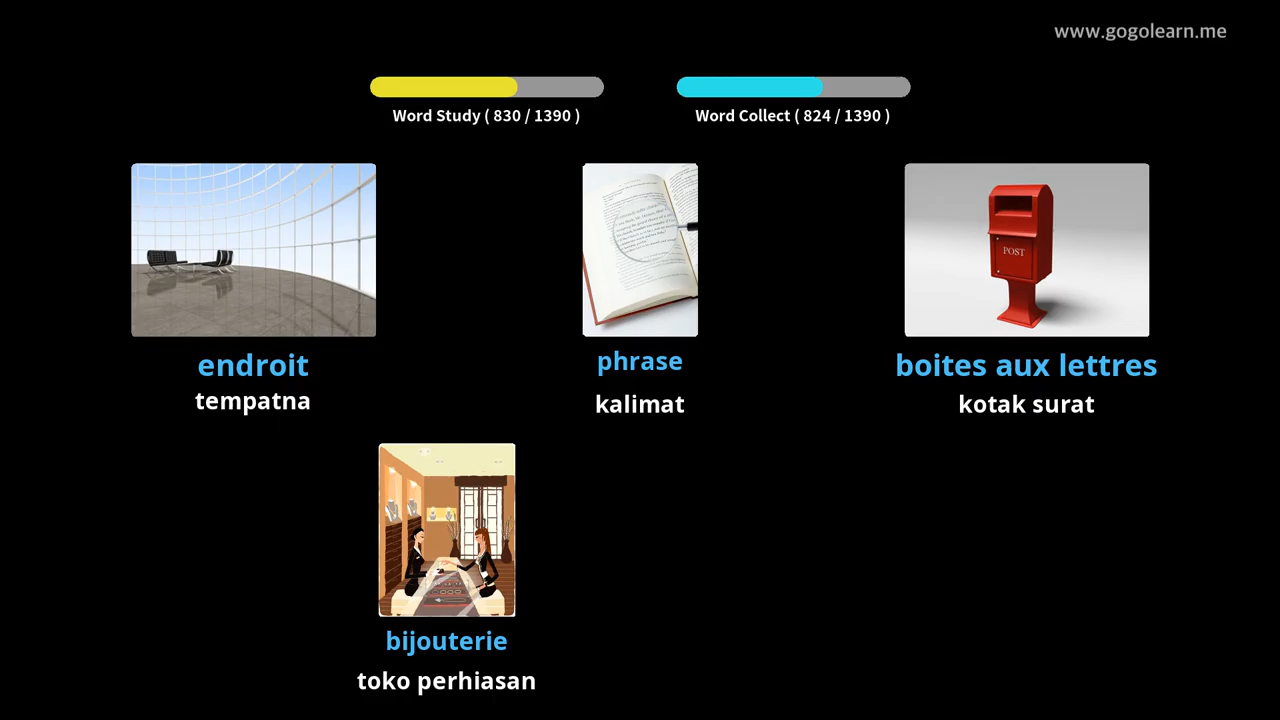 www.gogolearn.me
Word Study ( 830 / 1390 )
Word Collect ( 824 / 1390 )
POST
endroit
tempatna
phrase
kalimat
boites aux lettres
kotak surat
bijouterie
toko perhiasan